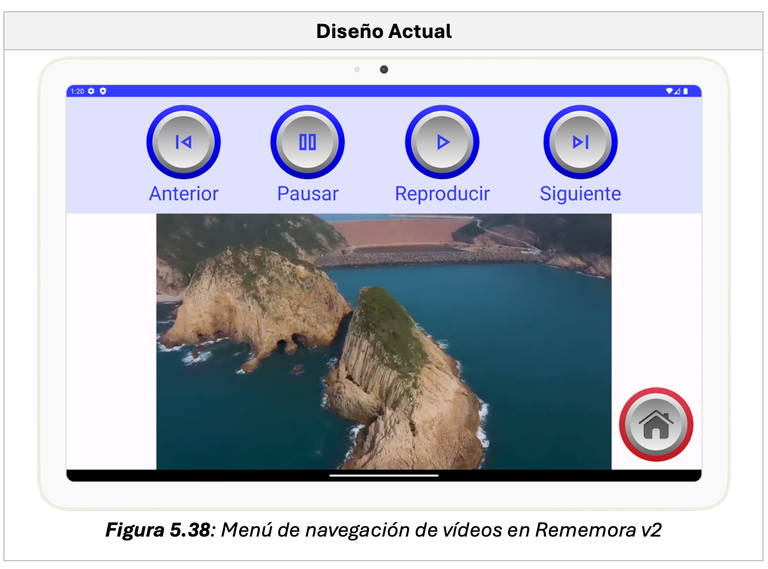 Diseño Actual
1:20
Anterior Pausar Reproducir Siguiente
Figura 5.38: Menú de navegación de vídeos en Rememora v2